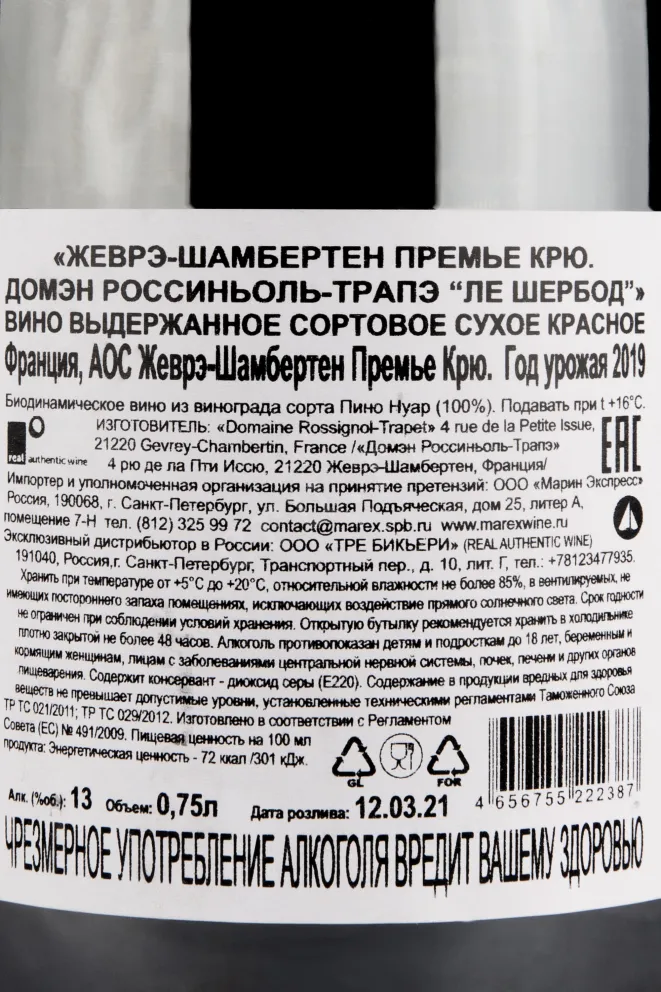 «ЖЕВРЭ-ШАМБЕРТЕН ПРЕМЬЕ КРЮ.
ДОМЭН РОССИНЬОЛЬ-ТРАПЭ “ЛЕ ШЕРБОД”»
ВИНО ВЫДЕРЖАННОЕ СОРТОВОЕ СУХОЕ КРАСНОЕ
Франция, АОС Жеврэ-Шамбертен Премье Крю. Год урожая 2019
Биодинамическое вино из винограда сорта Пино Нуар (100%). Подавать при t +16°C.
ИЗГОТОВИТЕЛЬ: «Domaine Rossignol-Trapet» 4 rue de la Petite Issue,
21220 Gevrey-Chambertin, France /«Домэн Россиньоль-Трапэ»
real authentic wine 4 рю де ла Пти Иссю, 21220 Жеврэ-Шамбертен, Франция/
EAC
Импортер и уполномоченная организация на принятие претензий: ООО «Марин Экспресс»
Россия, 190068, г. Санкт-Петербург, ул. Большая Подъяческая, дом 25, литер А,
помещение 7-Н тел. (812) 325 99 72 contact@marex.spb.ru www.marexwine.ru
Эксклюзивный дистрибьютор в России: ООО «ТРЕ БИКЬЕРИ» (REAL AUTHENTIC WINE)
191040, Россия,г. Санкт-Петербург, Транспортный пер., д. 10, лит. Г, тел.: +78123477935.
Хранить при температуре от +5°C до +20°C, относительной влажности не более 85%, в вентилируемых, не
имеющих постороннего запаха помещениях, исключающих воздействие прямого солнечного света. Срок годности
не ограничен при соблюдении условий хранения. Открытую бутылку рекомендуется хранить в холодильнике
плотно закрытой не более 48 часов. Алкоголь противопоказан детям и подросткам до 18 лет, беременным и
кормящим женщинам, лицам с заболеваниями центральной нервной системы, почек, печени и других органов
пищеварения. Содержит консервант - диоксид серы (Е220). Содержание в продукции вредных для здоровья
веществ не превышает допустимые уровни, установленные техническими регламентами Таможенного Союза
ТР ТС 021/2011; ТР ТС 029/2012. Изготовлено в соответствии с Регламентом
Совета (ЕС) № 491/2009. Пищевая ценность на 100 мл
продукта: Энергетическая ценность - 72 ккал /301 кДж.
GL FOR
4 656755 222387
Алк. (%об.): 13 Объем: 0,75л Дата розлива: 12.03.21
ЧРЕЗМЕРНОЕ УПОТРЕБЛЕНИЕ АЛКОГОЛЯ ВРЕДИТ ВАШЕМУ ЗДОРОВЬЮ